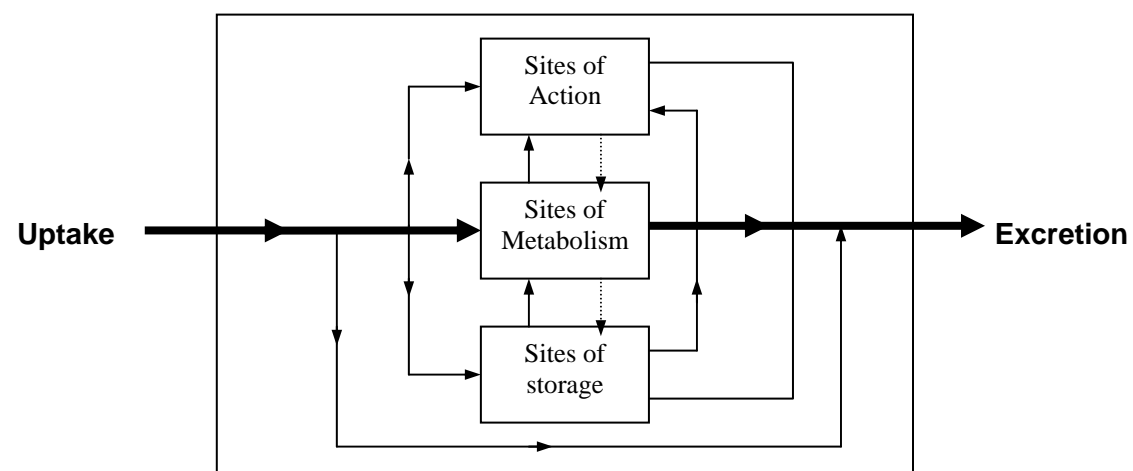 Sites of
Action
Uptake
Sites of
Metabolism
Excretion
Sites of
storage